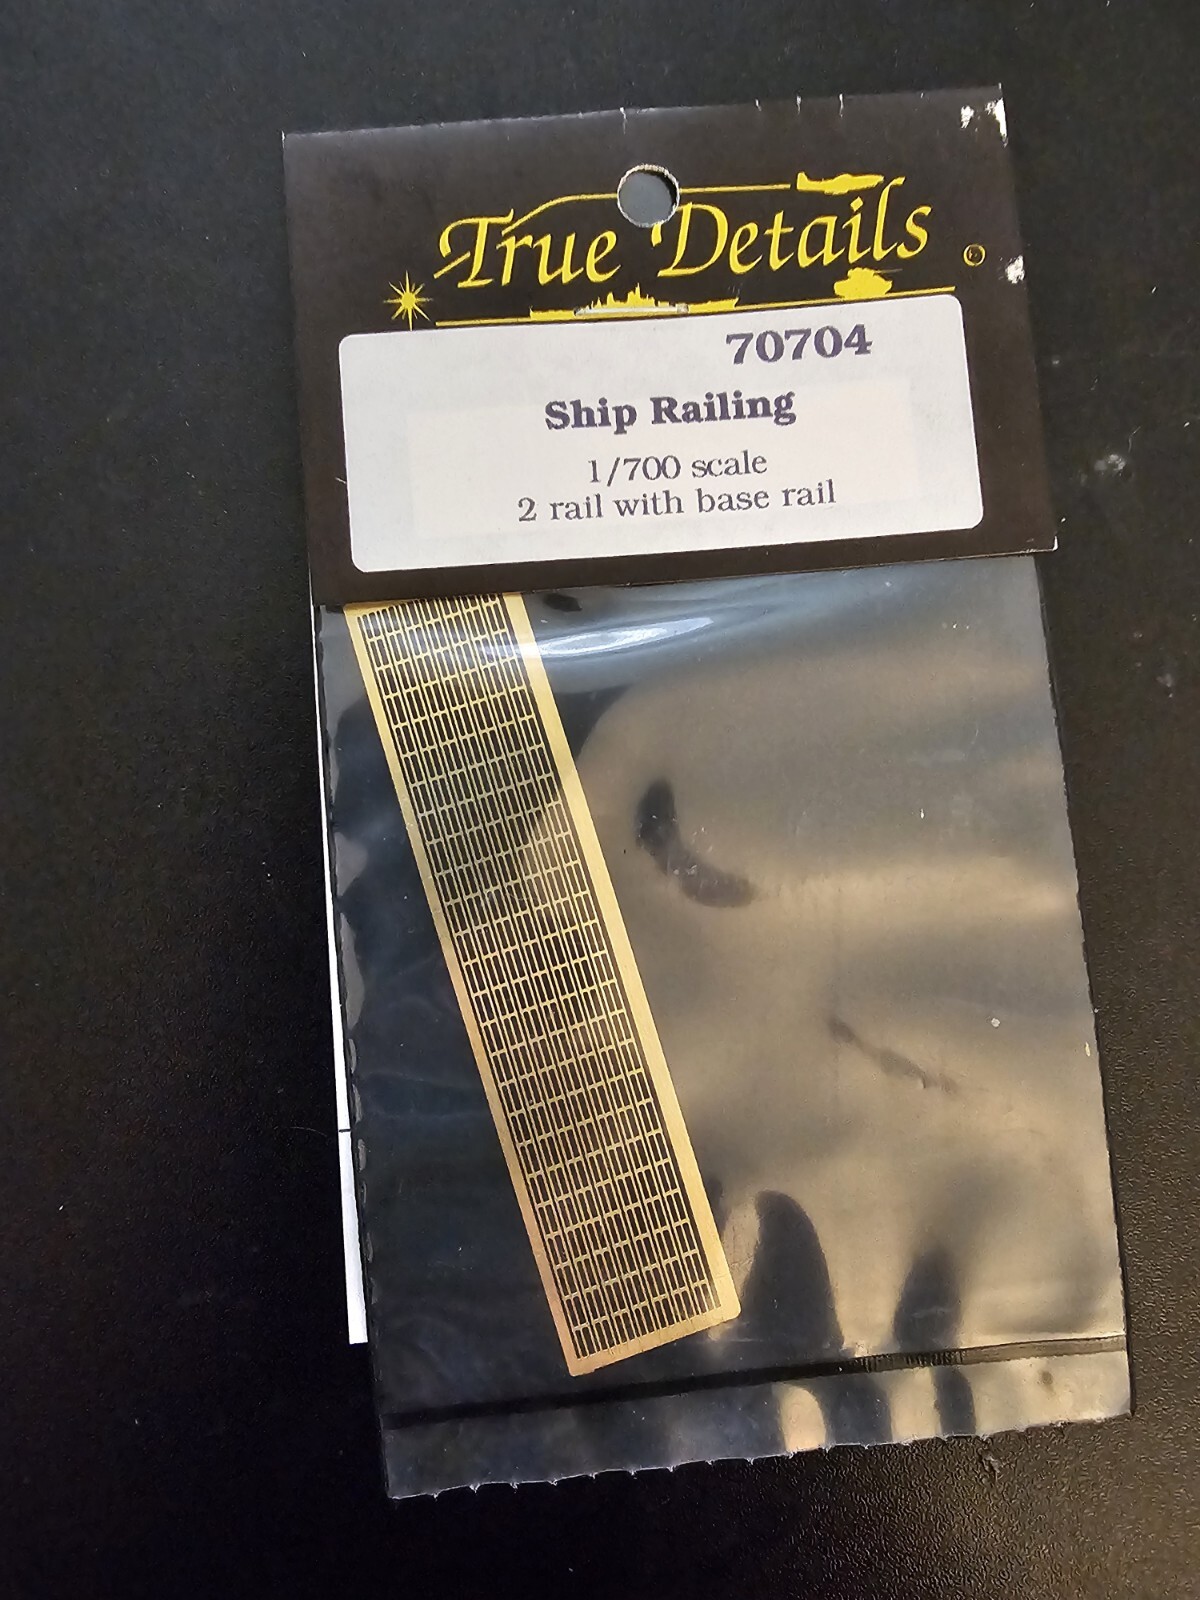 True Details
70704
Ship Railing
1/700 scale
2 rail with base rail